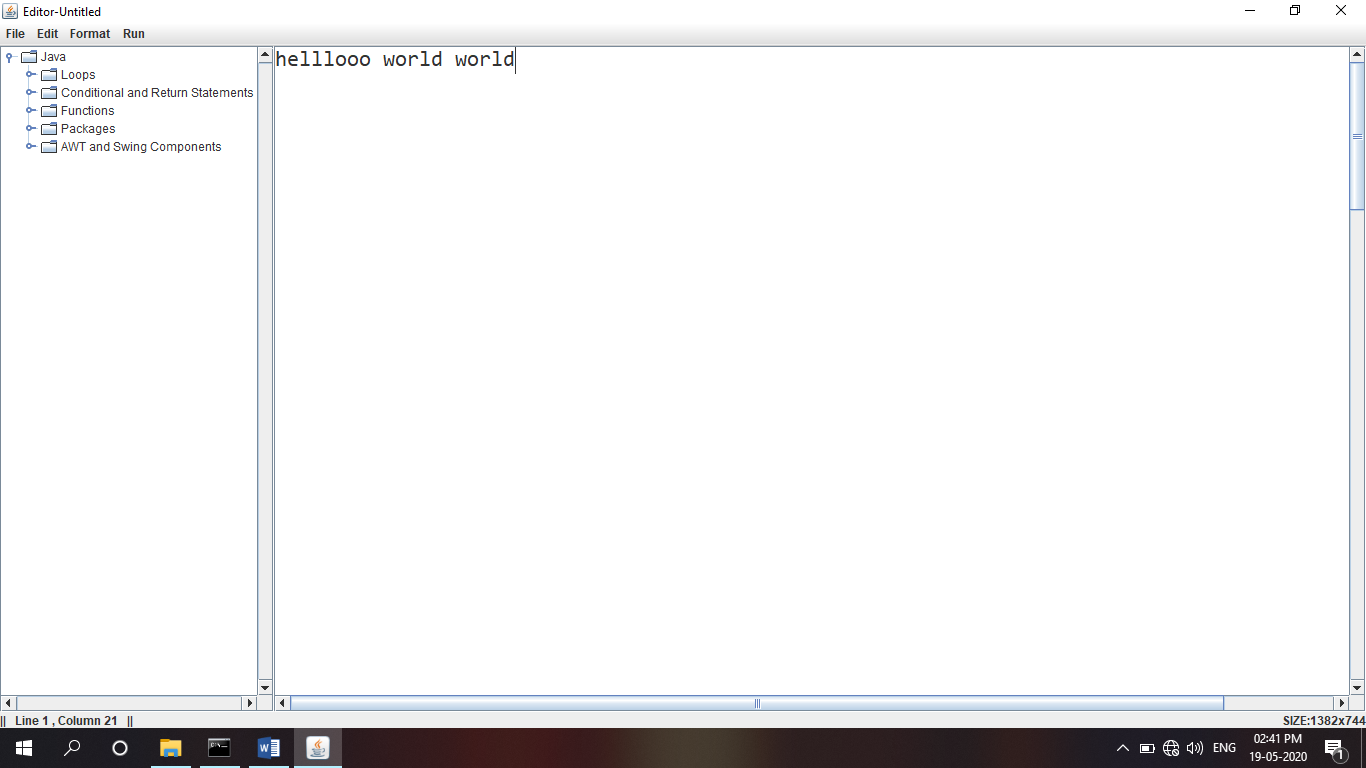 Editor-Untitled
File Edit Format Run
Java
Loops
Conditional and Return Statements
Functions
Packages
AWT and Swing Components
helllooo world world
|| Line 1 , Column 21 ||
SIZE:1382x744
ENG
02:41 PM
19-05-2020
1